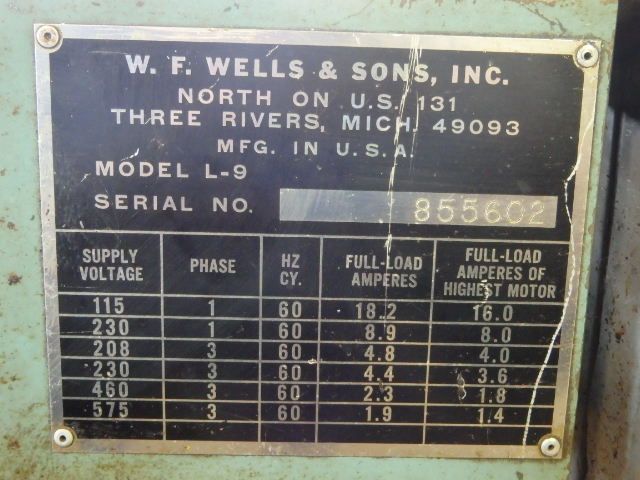 W. F. WELLS & SONS, INC.
NORTH ON U.S. 131
THREE RIVERS, MICH. 49093
MFG. IN U.S.A.
MODEL L-9
SERIAL NO. 855602
SUPPLY VOLTAGE PHASE HZ CY. FULL-LOAD AMPERES FULL-LOAD AMPERES OF HIGHEST MOTOR
115 1 60 18.2 16.0
230 1 60 8.9 8.0
208 3 60 4.8 4.0
230 3 60 4.4 3.6
460 3 60 2.3 1.8
575 3 60 1.9 1.4